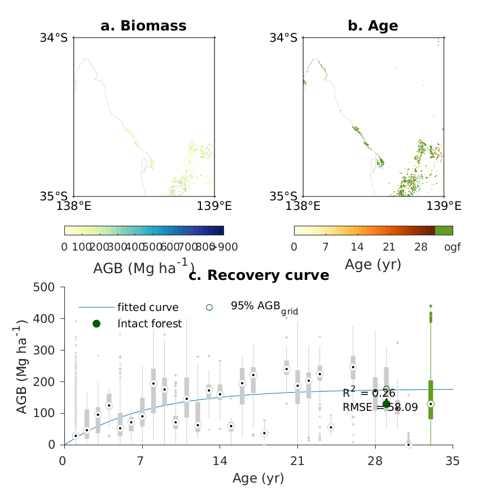 a. Biomass
b. Age
34°S
34°S
35°S
35°S
138°E
139°E
138°E
139°E
0 100 200 300 400 500 600 700 800 >900
AGB (Mg ha-1)
0 7 14 21 28 ogf
Age (yr)
c. Recovery curve
fitted curve
95% AGBgrid
Intact forest
R2 = 0.26
RMSE = 58.09
500
400
300
200
100
0
AGB (Mg ha-1)
0 7 14 21 28 35
Age (yr)